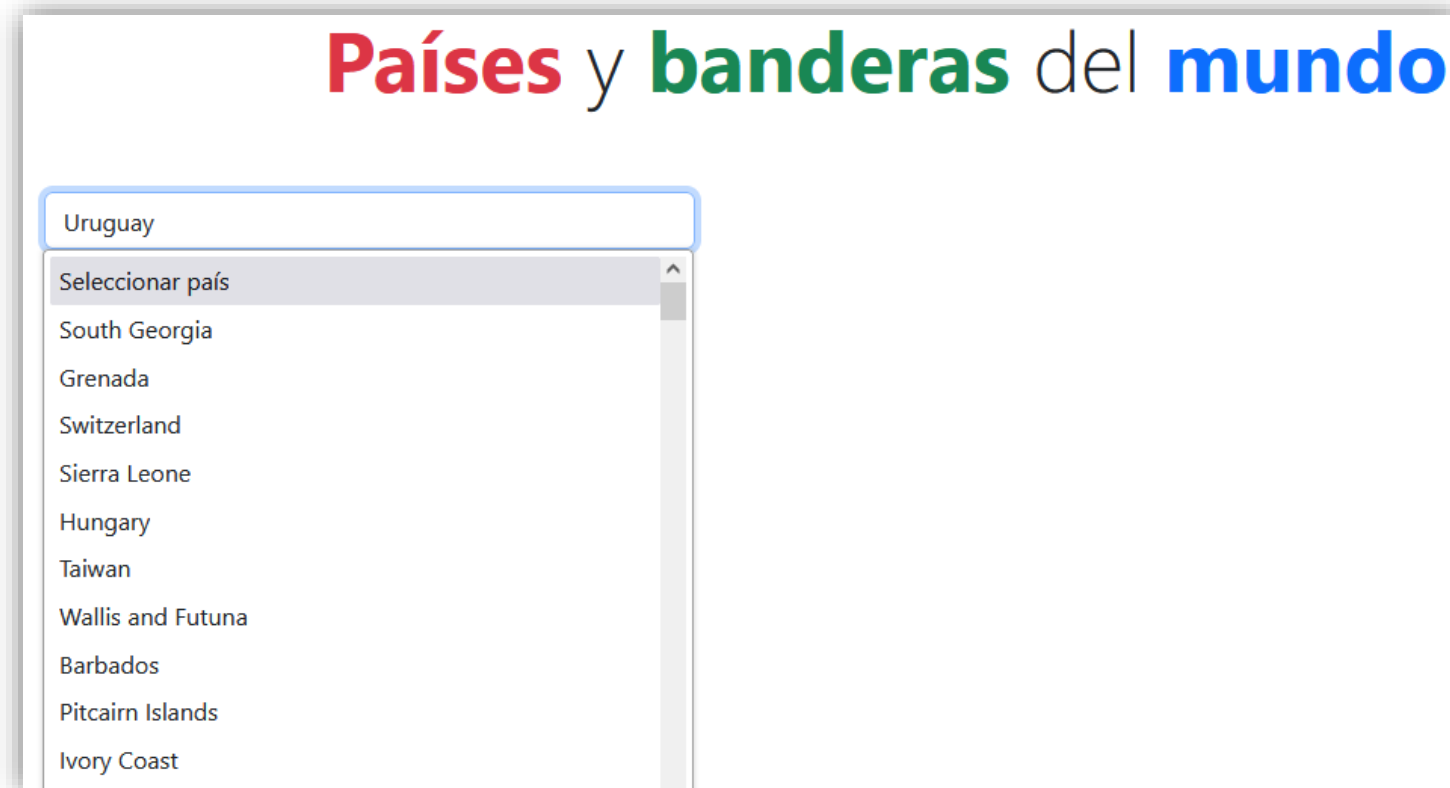 Países y banderas del mundo
Uruguay
Seleccionar país
South Georgia
Grenada
Switzerland
Sierra Leone
Hungary
Taiwan
Wallis and Futuna
Barbados
Pitcairn Islands
Ivory Coast